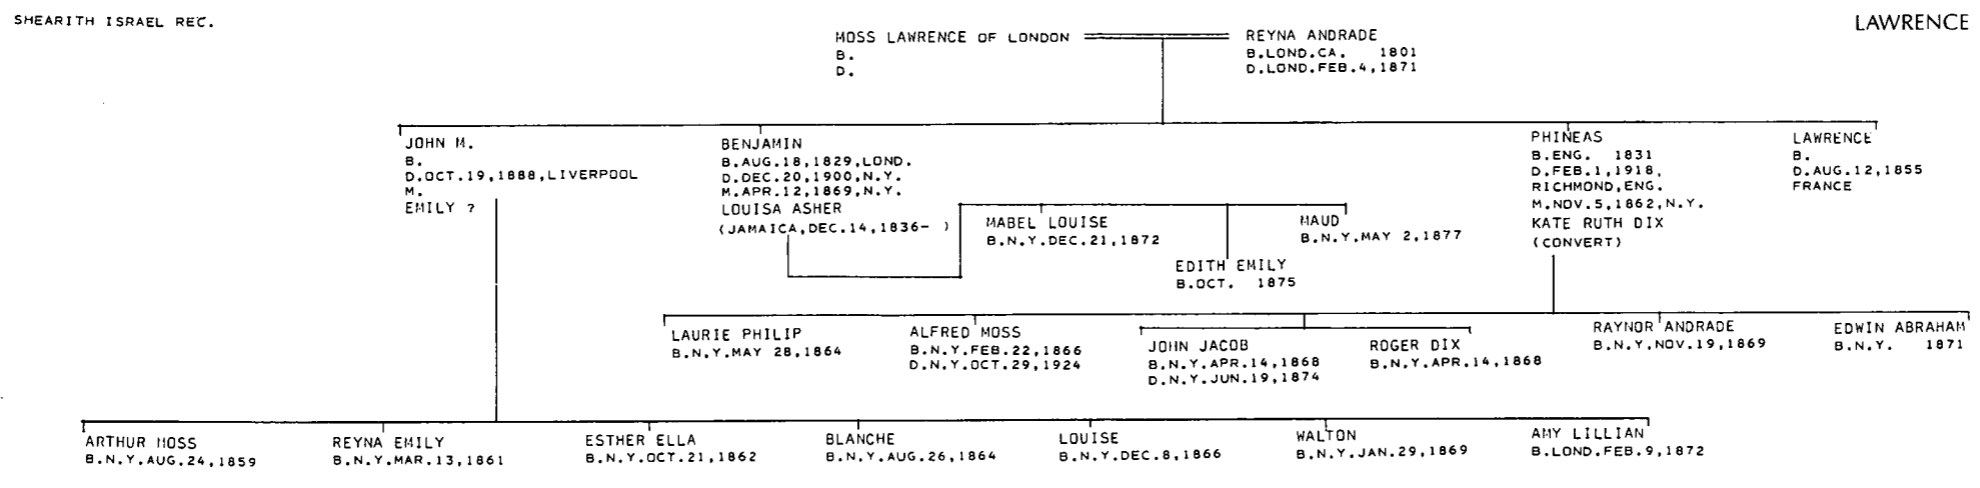 SHEARITH ISRAEL REC.
LAWRENCE
MOSS LAWRENCE OF LONDON
B.
D.
REYNA ANDRADE
B.LOND.CA. 1801
D.LOND.FEB.4,1871
JOHN M.
B.
D.OCT.19,1888,LIVERPOOL
M.
EMILY ?
BENJAMIN
B.AUG.18,1829,LOND.
D.DEC.20,1900,N.Y.
M.APR.12,1869,N.Y.
LOUISA ASHER
(JAMAICA,DEC.14,1836- )
PHINEAS
B.ENG. 1831
D.FEB.1,1918,
RICHMOND,ENG.
M.NOV.5,1862,N.Y.
KATE RUTH DIX
(CONVERT)
LAWRENCE
B.
D.AUG.12,1855
FRANCE
MABEL LOUISE
B.N.Y.DEC.21,1872
EDITH EMILY
B.OCT. 1875
MAUD
B.N.Y.MAY 2,1877
LAURIE PHILIP
B.N.Y.MAY 28,1864
ALFRED MOSS
B.N.Y.FEB.22,1866
D.N.Y.OCT.29,1924
JOHN JACOB
B.N.Y.APR.14,1868
D.N.Y.JUN.19,1874
ROGER DIX
B.N.Y.APR.14,1868
RAYNOR ANDRADE
B.N.Y.NOV.19,1869
EDWIN ABRAHAM
B.N.Y. 1871
ARTHUR MOSS
B.N.Y.AUG.24,1859
REYNA EMILY
B.N.Y.MAR.13,1861
ESTHER ELLA
B.N.Y.OCT.21,1862
BLANCHE
B.N.Y.AUG.26,1864
LOUISE
B.N.Y.DEC.8,1866
WALTON
B.N.Y.JAN.29,1869
AMY LILLIAN
B.LOND.FEB.9,1872